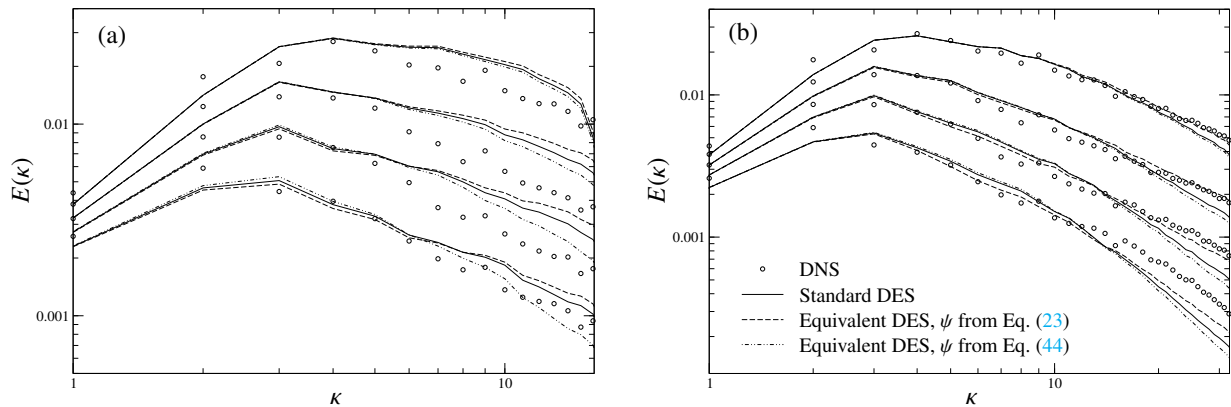 (a)
0.01
0.001
E(κ)
1
10
κ
(b)
0.01
0.001
E(κ)
1
10
κ
DNS
Standard DES
Equivalent DES, ψ from Eq. (23)
Equivalent DES, ψ from Eq. (44)